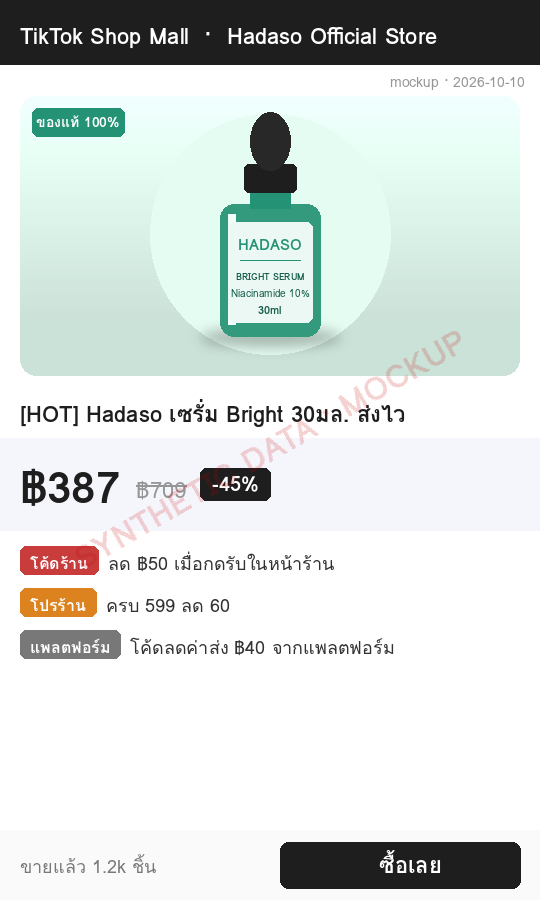 TikTok Shop Mall · Hadaso Official Store
mockup · 2026-10-10
ของแท้ 100%
HADASO
BRIGHT SERUM
Niacinamide 10%
30ml
[HOT] Hadaso เซรั่ม Bright 30มล. ส่งไว
฿387 ฿709 -45%
SYNTHETIC DATA · MOCKUP
โค้ดร้าน ลด ฿50 เมื่อกดรับในหน้าร้าน
โปรร้าน ครบ 599 ลด 60
แพลตฟอร์ม โค้ดลดค่าส่ง ฿40 จากแพลตฟอร์ม
ขายแล้ว 1.2k ชิ้น
ซื้อเลย